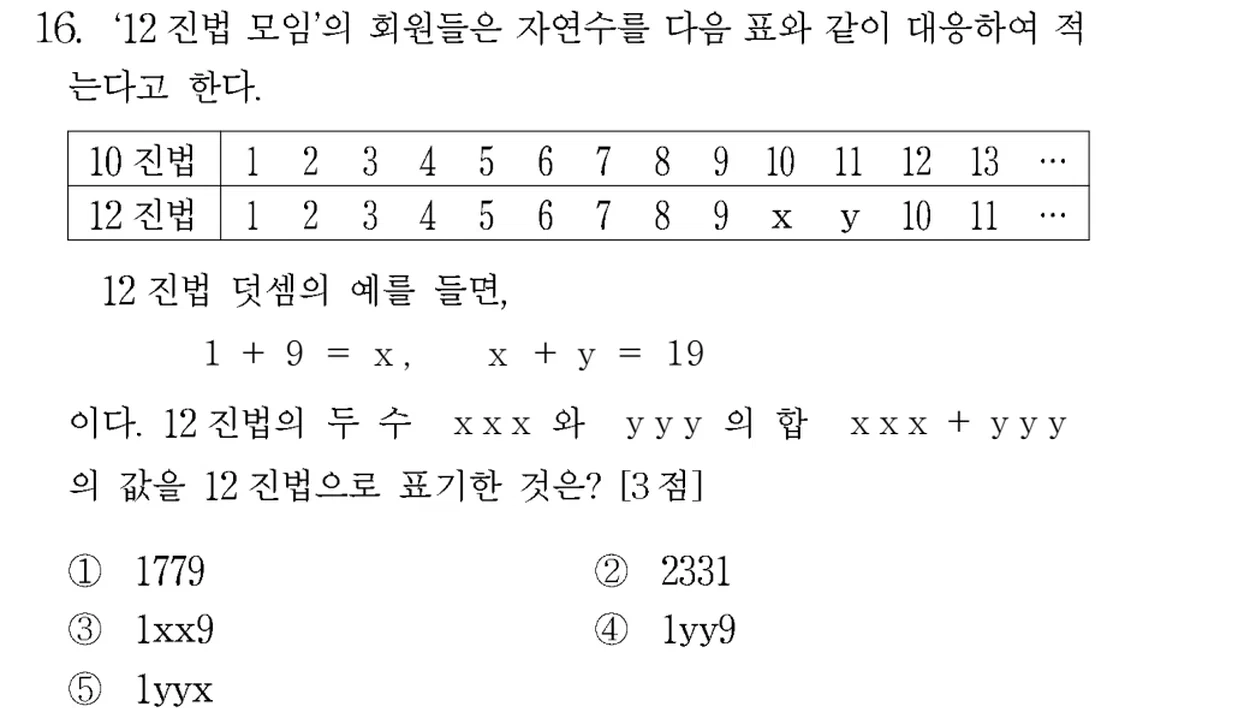 16. ‘12 진법 모임’의 회원들은 자연수를 다음 표와 같이 대응하여 적
는다고 한다.
10 진법 1 2 3 4 5 6 7 8 9 10 11 12 13 …
12 진법 1 2 3 4 5 6 7 8 9 x y 10 11 …
12 진법 덧셈의 예를 들면,
1 + 9 = x, x + y = 19
이다. 12 진법의 두 수 x x x 와 y y y 의 합 x x x + y y y
의 값을 12 진법으로 표기한 것은? [3 점]
① 1779 ② 2331
③ 1xx9 ④ 1yy9
⑤ 1yyx